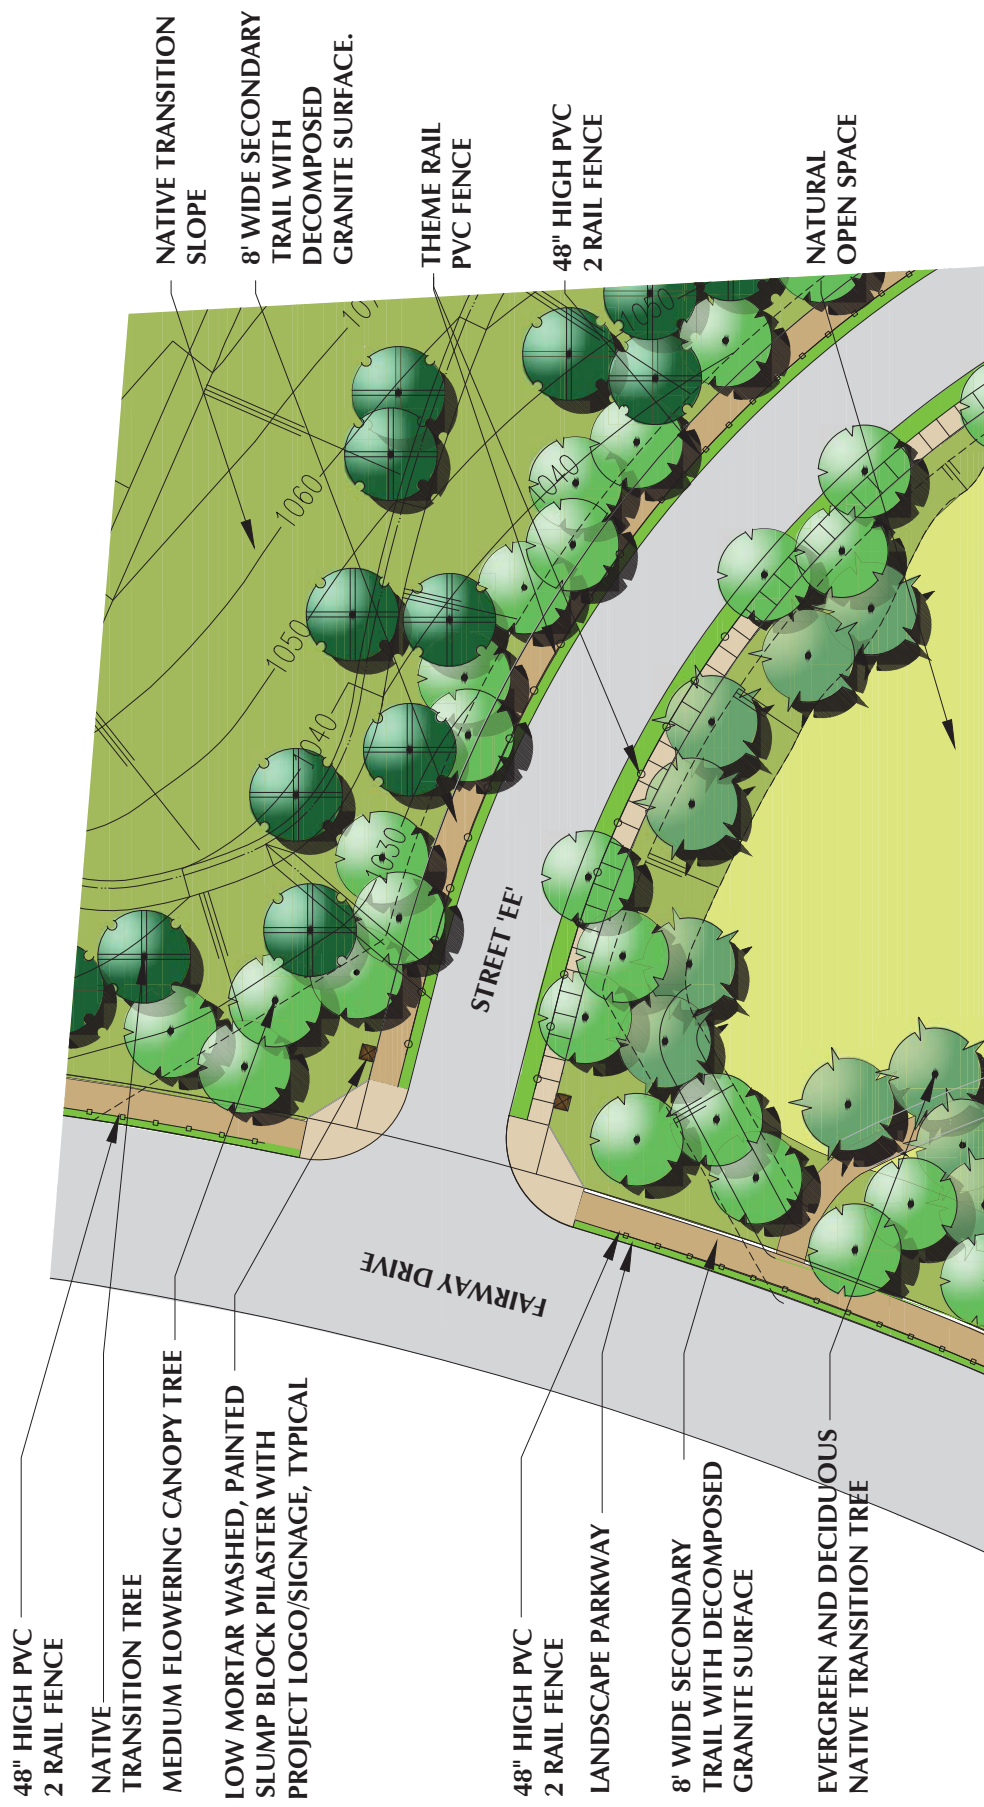 48" HIGH PVC
2 RAIL FENCE
NATIVE
TRANSITION TREE
MEDIUM FLOWERING CANOPY TREE
LOW MORTAR WASHED, PAINTED
SLUMP BLOCK PILASTER WITH
PROJECT LOGO/SIGNAGE, TYPICAL
48" HIGH PVC
2 RAIL FENCE
LANDSCAPE PARKWAY
8' WIDE SECONDARY
TRAIL WITH DECOMPOSED
GRANITE SURFACE
EVERGREEN AND DECIDUOUS
NATIVE TRANSITION TREE
FAIRWAY DRIVE
STREET 'EE'
1030
1040
1050
1060
10
1040
1050
NATIVE TRANSITION
SLOPE
8' WIDE SECONDARY
TRAIL WITH
DECOMPOSED
GRANITE SURFACE.
THEME RAIL
PVC FENCE
48" HIGH PVC
2 RAIL FENCE
NATURAL
OPEN SPACE